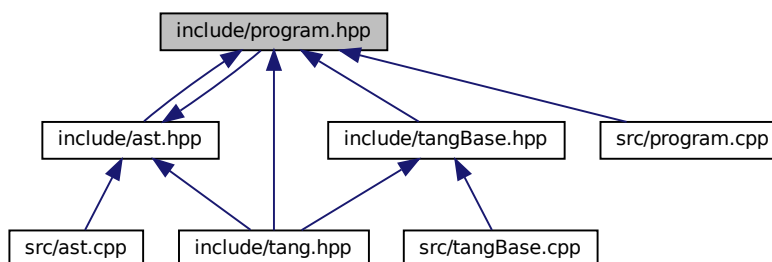 include/program.hpp
include/ast.hpp
include/tangBase.hpp
src/program.cpp
src/ast.cpp
include/tang.hpp
src/tangBase.cpp